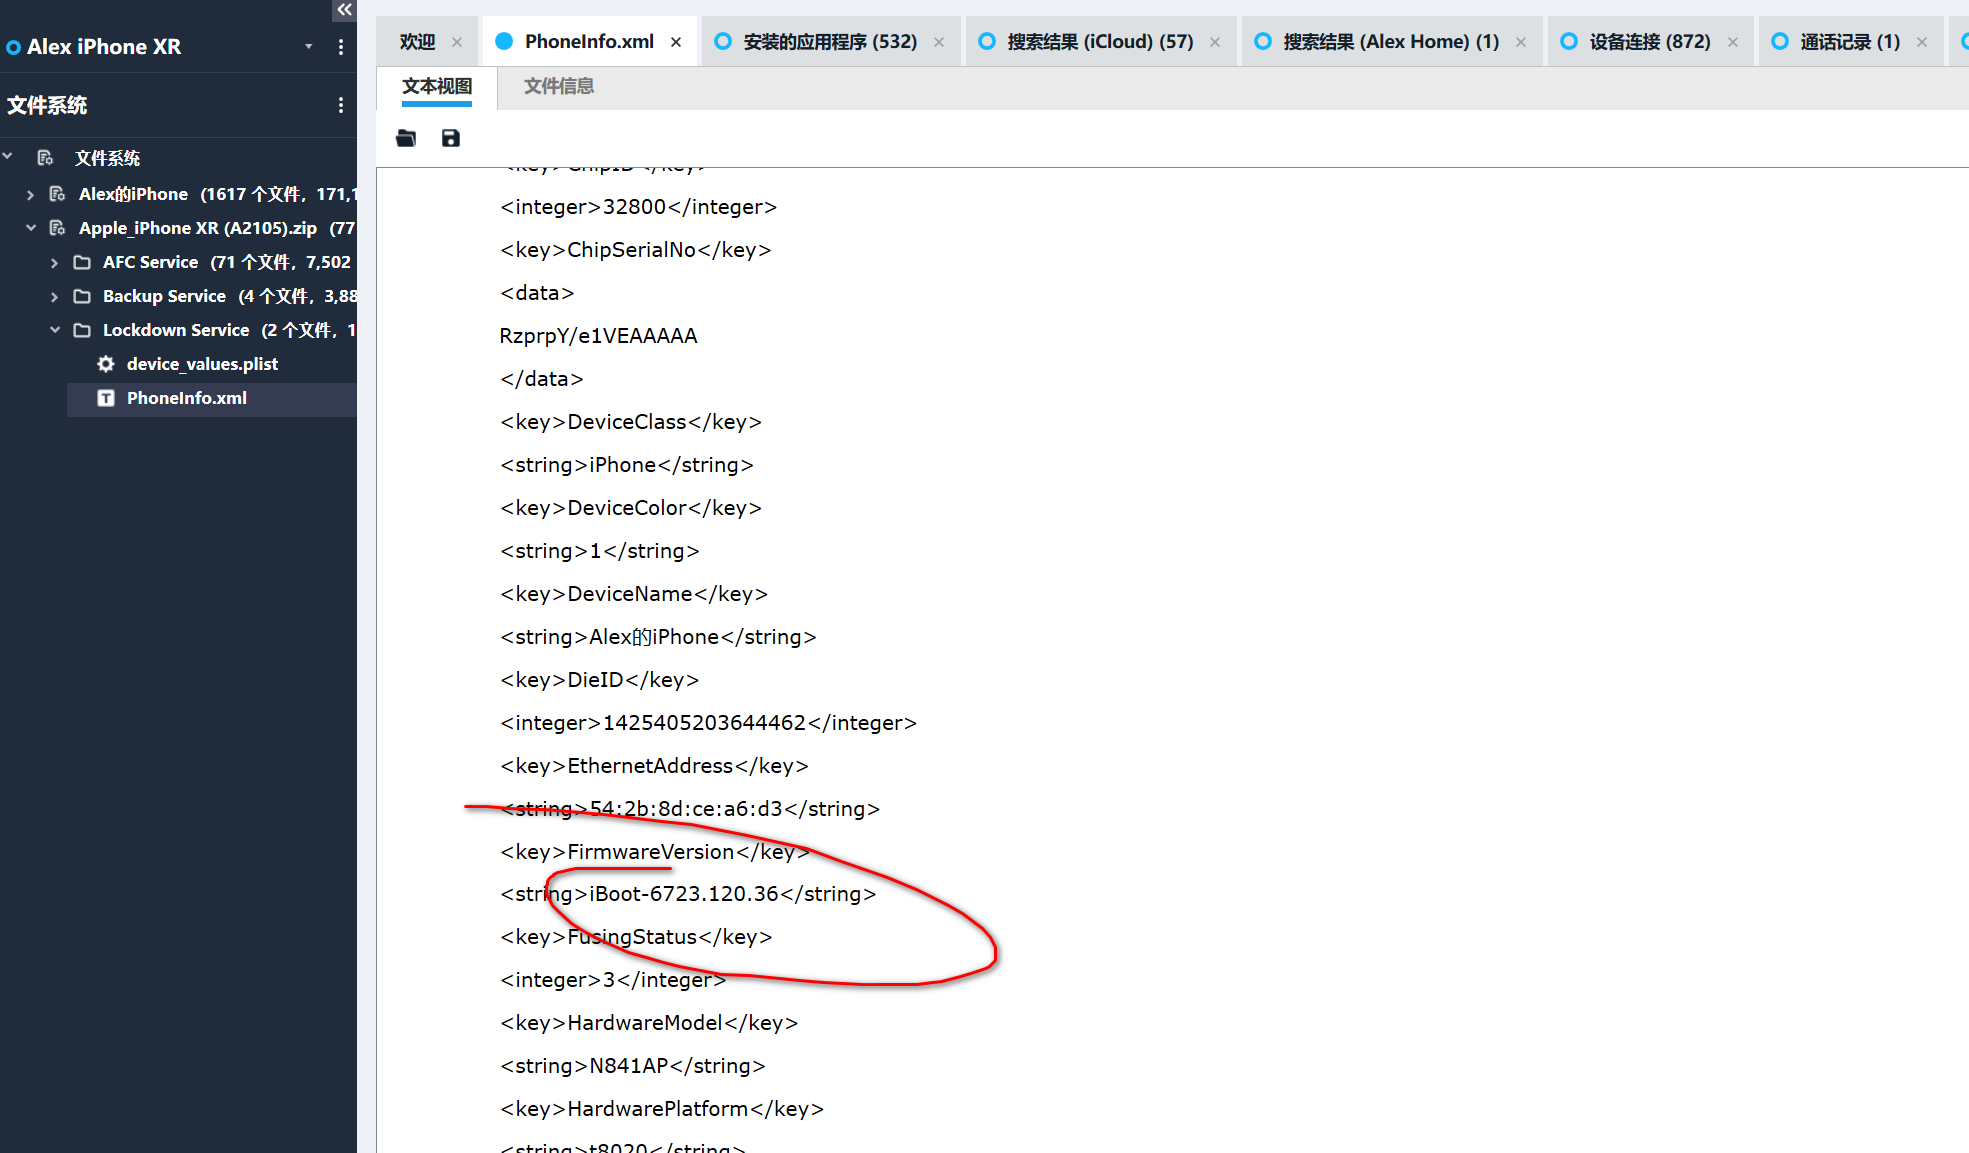 Alex iPhone XR
文件系统
文件系统
Alex的iPhone (1617 个文件, 171,1
Apple_iPhone XR (A2105).zip (77
AFC Service (71 个文件, 7,502
Backup Service (4 个文件, 3,88
Lockdown Service (2 个文件, 1
device_values.plist
PhoneInfo.xml
欢迎
PhoneInfo.xml
安装的应用程序 (532)
搜索结果 (iCloud) (57)
搜索结果 (Alex Home) (1)
设备连接 (872)
通话记录 (1)
文本视图
文件信息
<key>ChipID</key>
<integer>32800</integer>
<key>ChipSerialNo</key>
<data>
RzprpY/e1VEAAAAA
</data>
<key>DeviceClass</key>
<string>iPhone</string>
<key>DeviceColor</key>
<string>1</string>
<key>DeviceName</key>
<string>Alex的iPhone</string>
<key>DieID</key>
<integer>1425405203644462</integer>
<key>EthernetAddress</key>
<string>54:2b:8d:ce:a6:d3</string>
<key>FirmwareVersion</key>
<string>iBoot-6723.120.36</string>
<key>FusingStatus</key>
<integer>3</integer>
<key>HardwareModel</key>
<string>N841AP</string>
<key>HardwarePlatform</key>
<string>t8020</string>